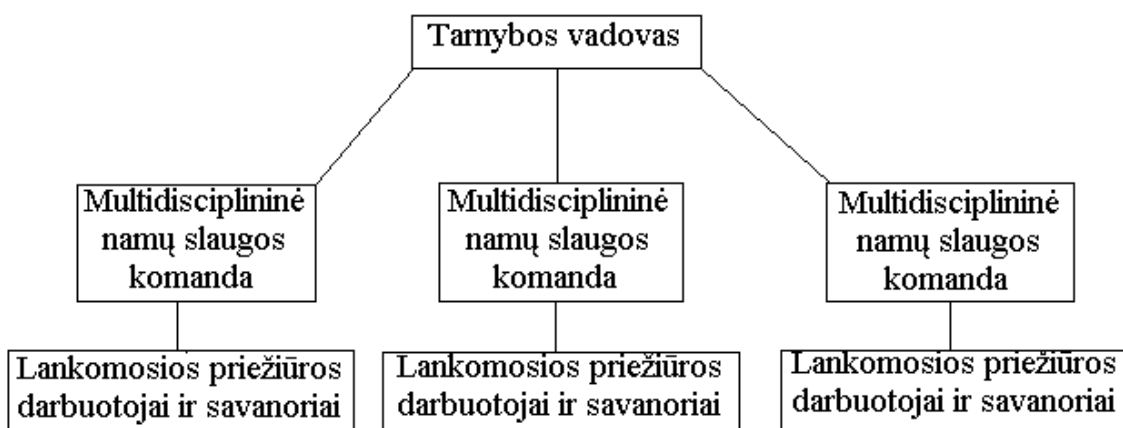 Tarnybos vadovas
Multidisciplininė
namų slaugos
komanda
Multidisciplininė
namų slaugos
komanda
Multidisciplininė
namų slaugos
komanda
Lankomosios priežiūros
darbuotojai ir savanoriai
Lankomosios priežiūros
darbuotojai ir savanoriai
Lankomosios priežiūros
darbuotojai ir savanoriai